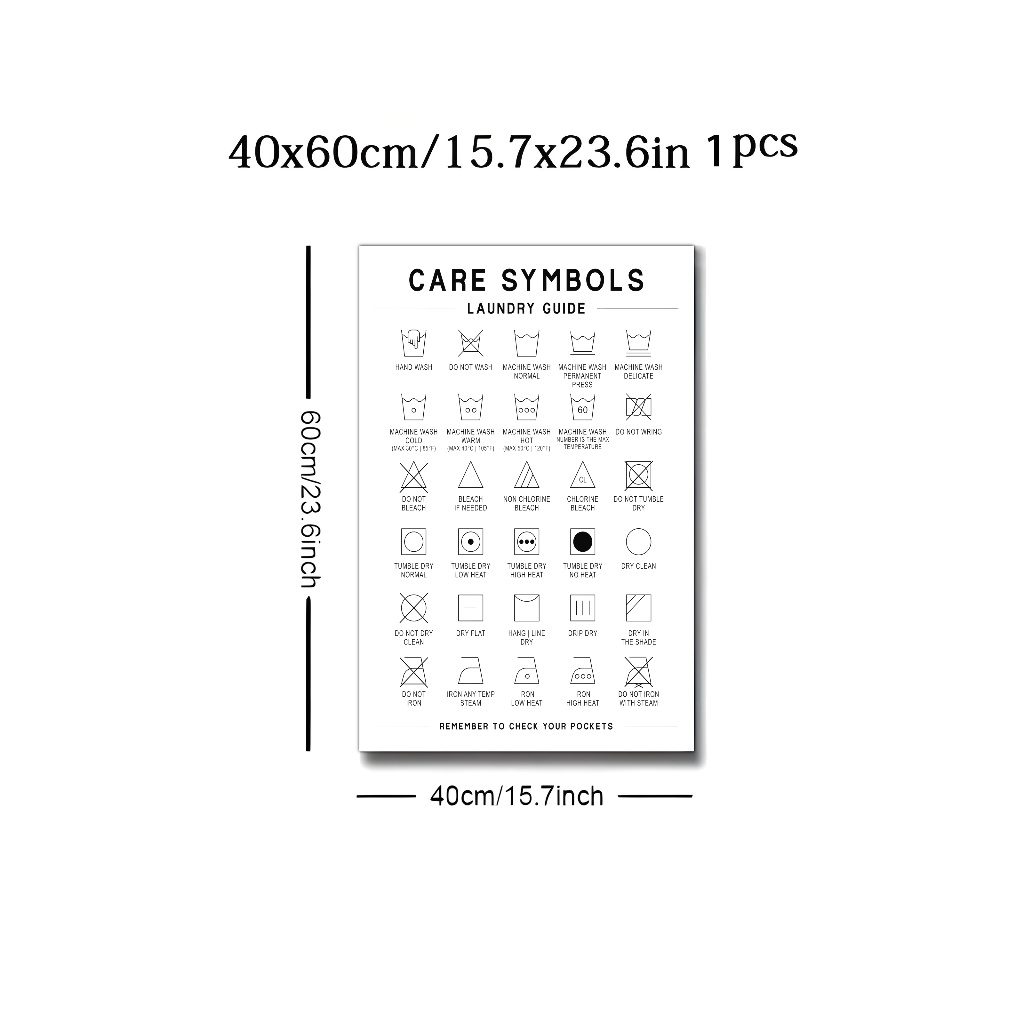 40x60cm/15.7x23.6in 1pcs
CARE SYMBOLS
LAUNDRY GUIDE
HAND WASH
DO NOT WASH
MACHINE WASH
NORMAL
MACHINE WASH
PERMANENT
PRESS
MACHINE WASH
DELICATE
60
MACHINE WASH
COLD
(MAX 30°C | 85°F)
MACHINE WASH
WARM
(MAX 40°C | 105°F)
MACHINE WASH
HOT
(MAX 50°C | 120°F)
MACHINE WASH
NUMBER IS THE MAX
TEMPERATURE
DO NOT WRING
CL
DO NOT
BLEACH
BLEACH
IF NEEDED
NON CHLORINE
BLEACH
CHLORINE
BLEACH
DO NOT TUMBLE
DRY
TUMBLE DRY
NORMAL
TUMBLE DRY
LOW HEAT
TUMBLE DRY
HIGH HEAT
TUMBLE DRY
NO HEAT
DRY CLEAN
DO NOT DRY
CLEAN
DRY FLAT
HANG | LINE
DRY
DRIP DRY
DRY IN
THE SHADE
DO NOT
RON
IRON ANY TEMP
STEAM
RON
LOW HEAT
RON
HIGH HEAT
DO NOT IRON
WITH STEAM
REMEMBER TO CHECK YOUR POCKETS
60cm/23.6inch
40cm/15.7inch